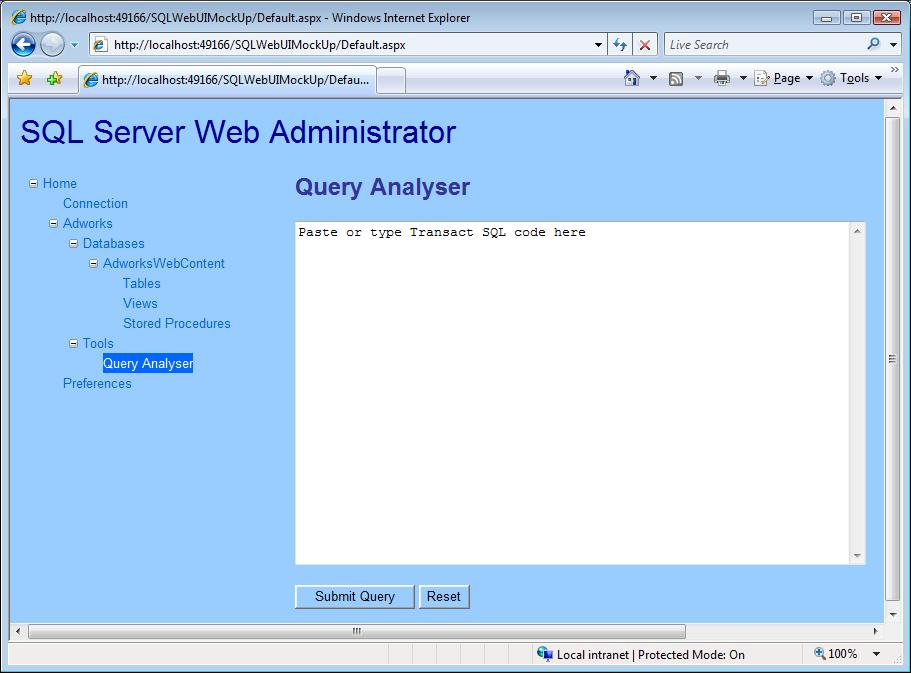 http://localhost:49166/SQLWebUIMockUp/Default.aspx - Windows Internet Explorer
http://localhost:49166/SQLWebUIMockUp/Default.aspx
Live Search
http://localhost:49166/SQLWebUIMockUp/Defau...
Page
Tools
SQL Server Web Administrator
Home
Connection
Adworks
Databases
AdworksWebContent
Tables
Views
Stored Procedures
Tools
Query Analyser
Preferences
Query Analyser
Paste or type Transact SQL code here
Submit Query
Reset
Local intranet | Protected Mode: On
100%